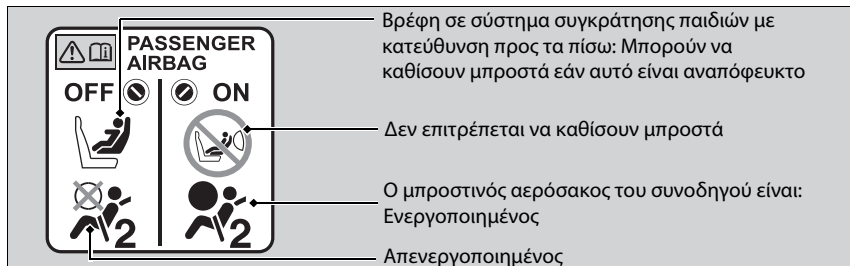 PASSENGER
AIRBAG
OFF
ON
2
2
Βρέφη σε σύστημα συγκράτησης παιδιών με
κατεύθυνση προς τα πίσω: Μπορούν να
καθίσουν μπροστά εάν αυτό είναι αναπόφευκτο
Δεν επιτρέπεται να καθίσουν μπροστά
Ο μπροστινός αερόσακος του συνοδηγού είναι:
Ενεργοποιημένος
Απενεργοποιημένος